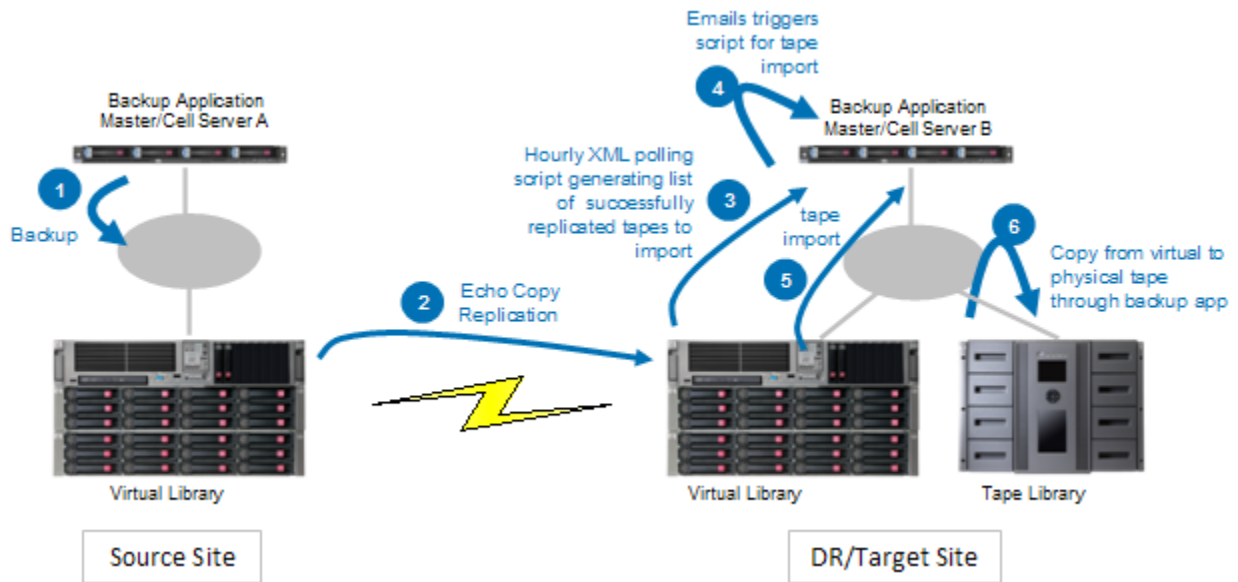 Emails triggers
script for tape
import
4
Backup Application
Master/Cell Server A
Backup Application
Master/Cell Server B
1
Backup
Hourly XML polling
script generating list
of successfully
replicated tapes to
import
3
tape
import
5
6
Copy from virtual to
physical tape
through backup app
2
Echo Copy
Replication
Virtual Library
Virtual Library
Tape Library
Source Site
DR/Target Site